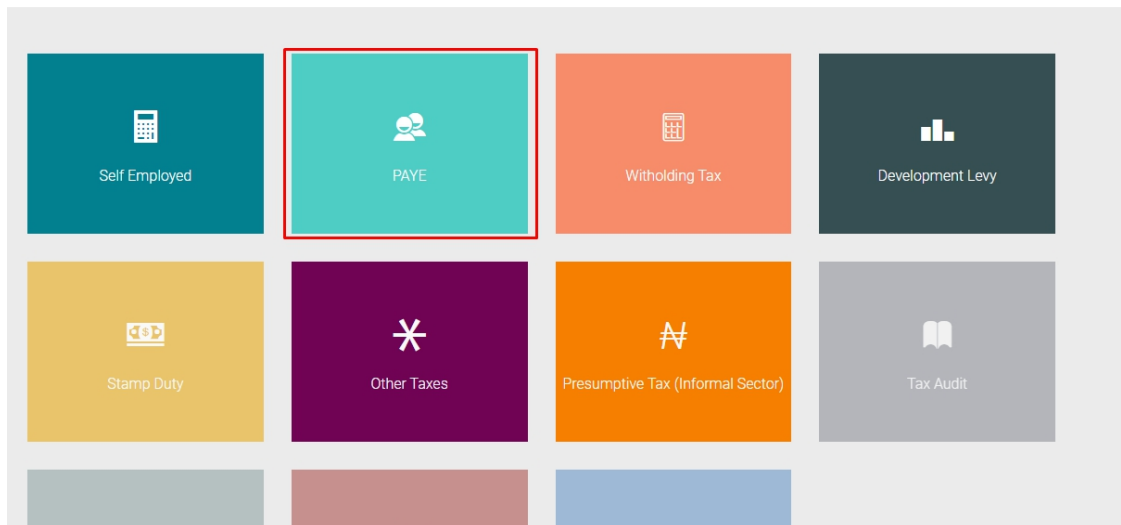 Self Employed
PAYE
Witholding Tax
Development Levy
Stamp Duty
Other Taxes
Presumptive Tax (Informal Sector)
Tax Audit